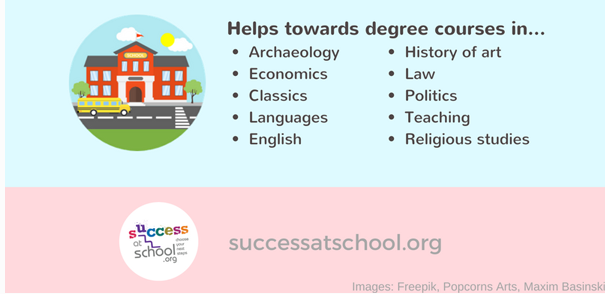 Helps towards degree courses in...
• Archaeology
• Economics
• Classics
• Languages
• English
• History of art
• Law
• Politics
• Teaching
• Religious studies
success
at
school
.org
choose
your
next
steps
successatschool.org
Images: Freepik, Popcorns Arts, Maxim Basinski